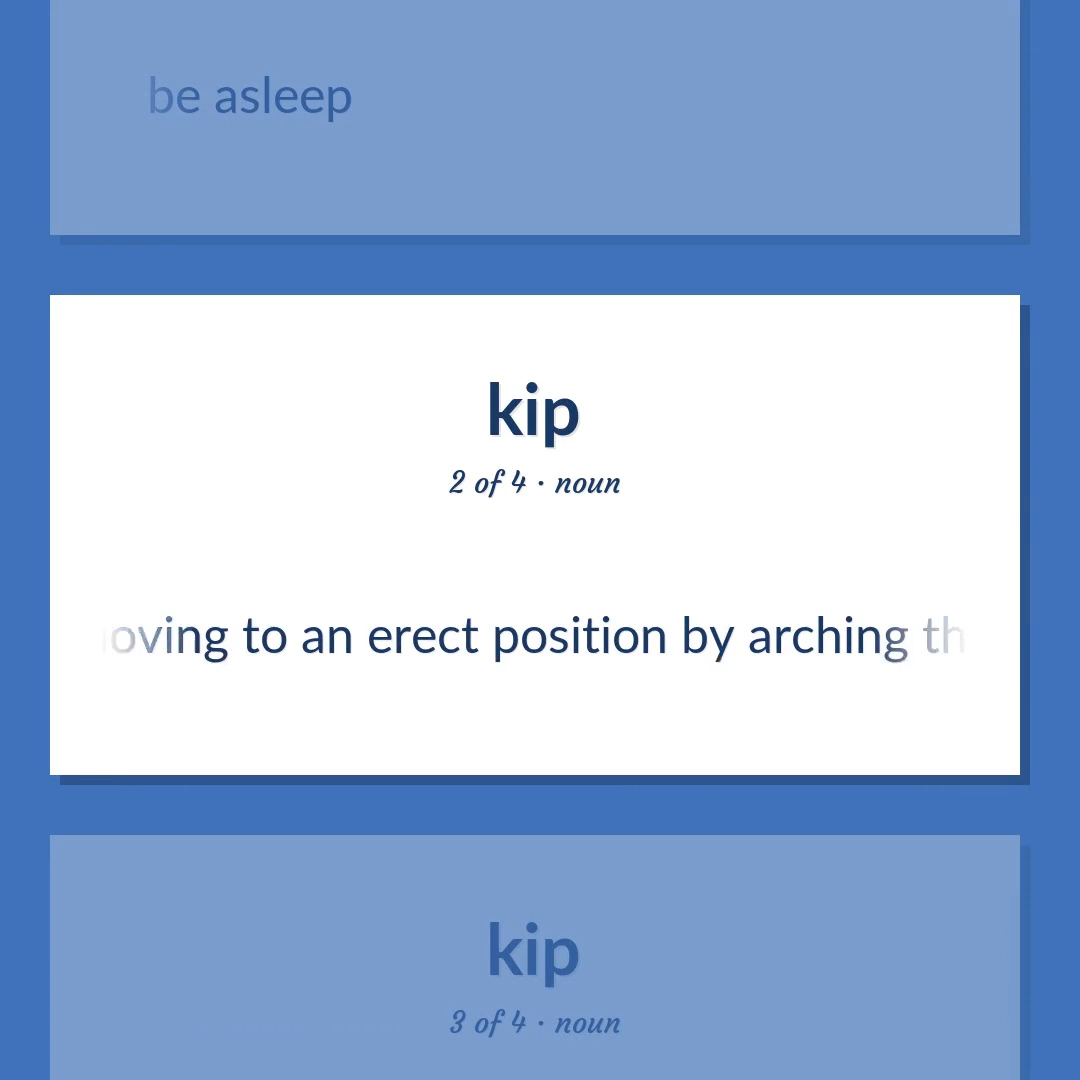 be asleep
kip
2 of 4 · noun
oving to an erect position by arching th
kip
3 of 4 · noun